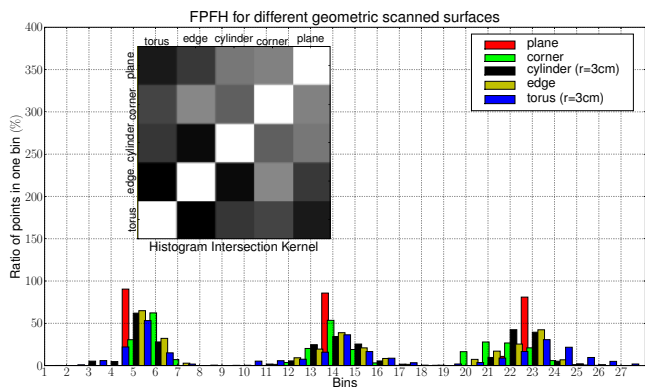 FPFH for different geometric scanned surfaces
Ratio of points in one bin (%)
400
350
300
250
200
150
100
50
0
torus edge cylinder corner plane
plane
corner
cylinder
edge
torus
Histogram Intersection Kernel
plane
corner
cylinder (r=3cm)
edge
torus (r=3cm)
1 2 3 4 5 6 7 8 9 10 11 12 13 14 15 16 17 18 19 20 21 22 23 24 25 26 27
Bins